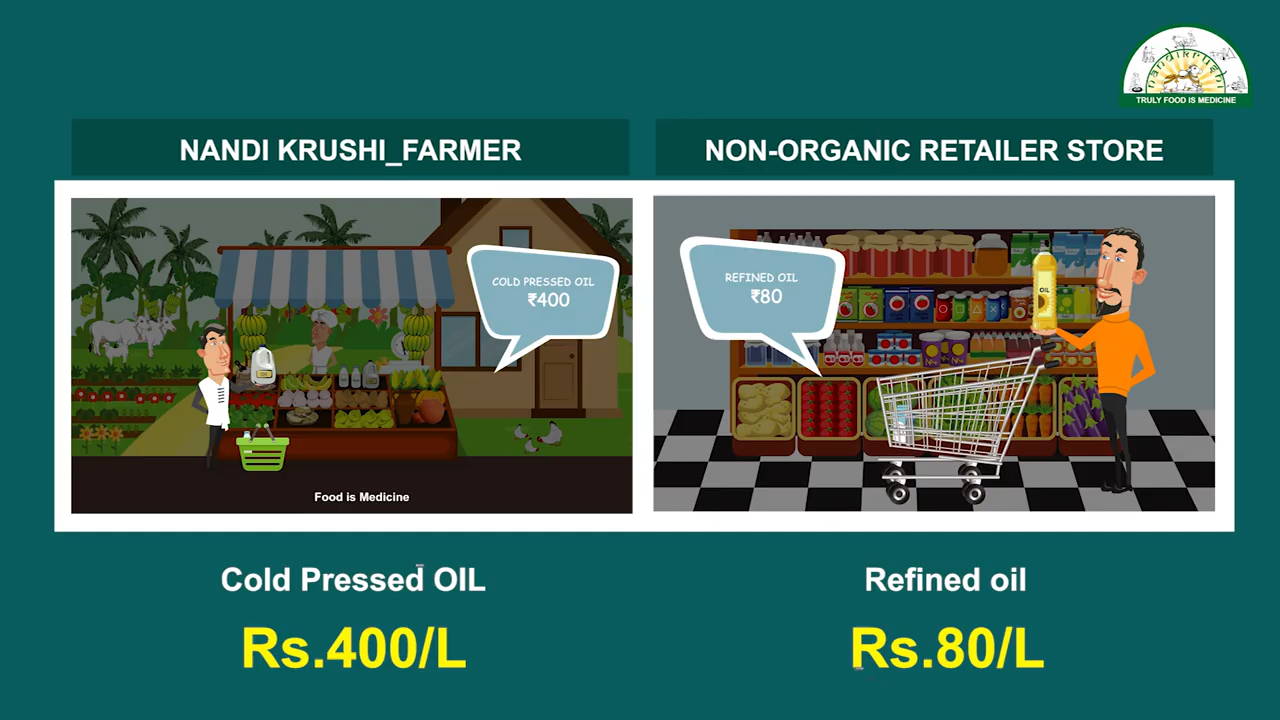 nandikrushi
TRULY FOOD IS MEDICINE
NANDI KRUSHI_FARMER
NON-ORGANIC RETAILER STORE
COLD PRESSED OIL
₹400
REFINED OIL
₹80
OIL
Food is Medicine
Cold Pressed OIL
Refined oil
Rs.400/L
Rs.80/L